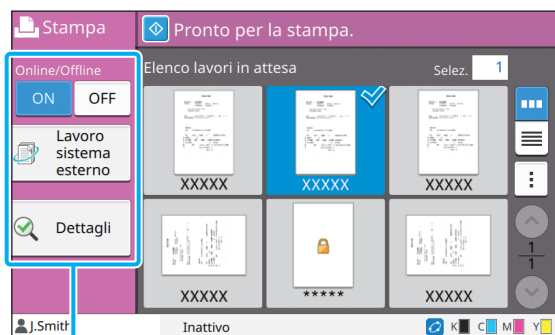 Stampa
Pronto per la stampa.
Online/Offline
ON OFF
Lavoro
sistema
esterno
Dettagli
Elenco lavori in attesa
Selez. 1
XXXXX XXXXX XXXXX
XXXXX ***** XXXXX
1
1
J.Smith
Inattivo
K C M Y